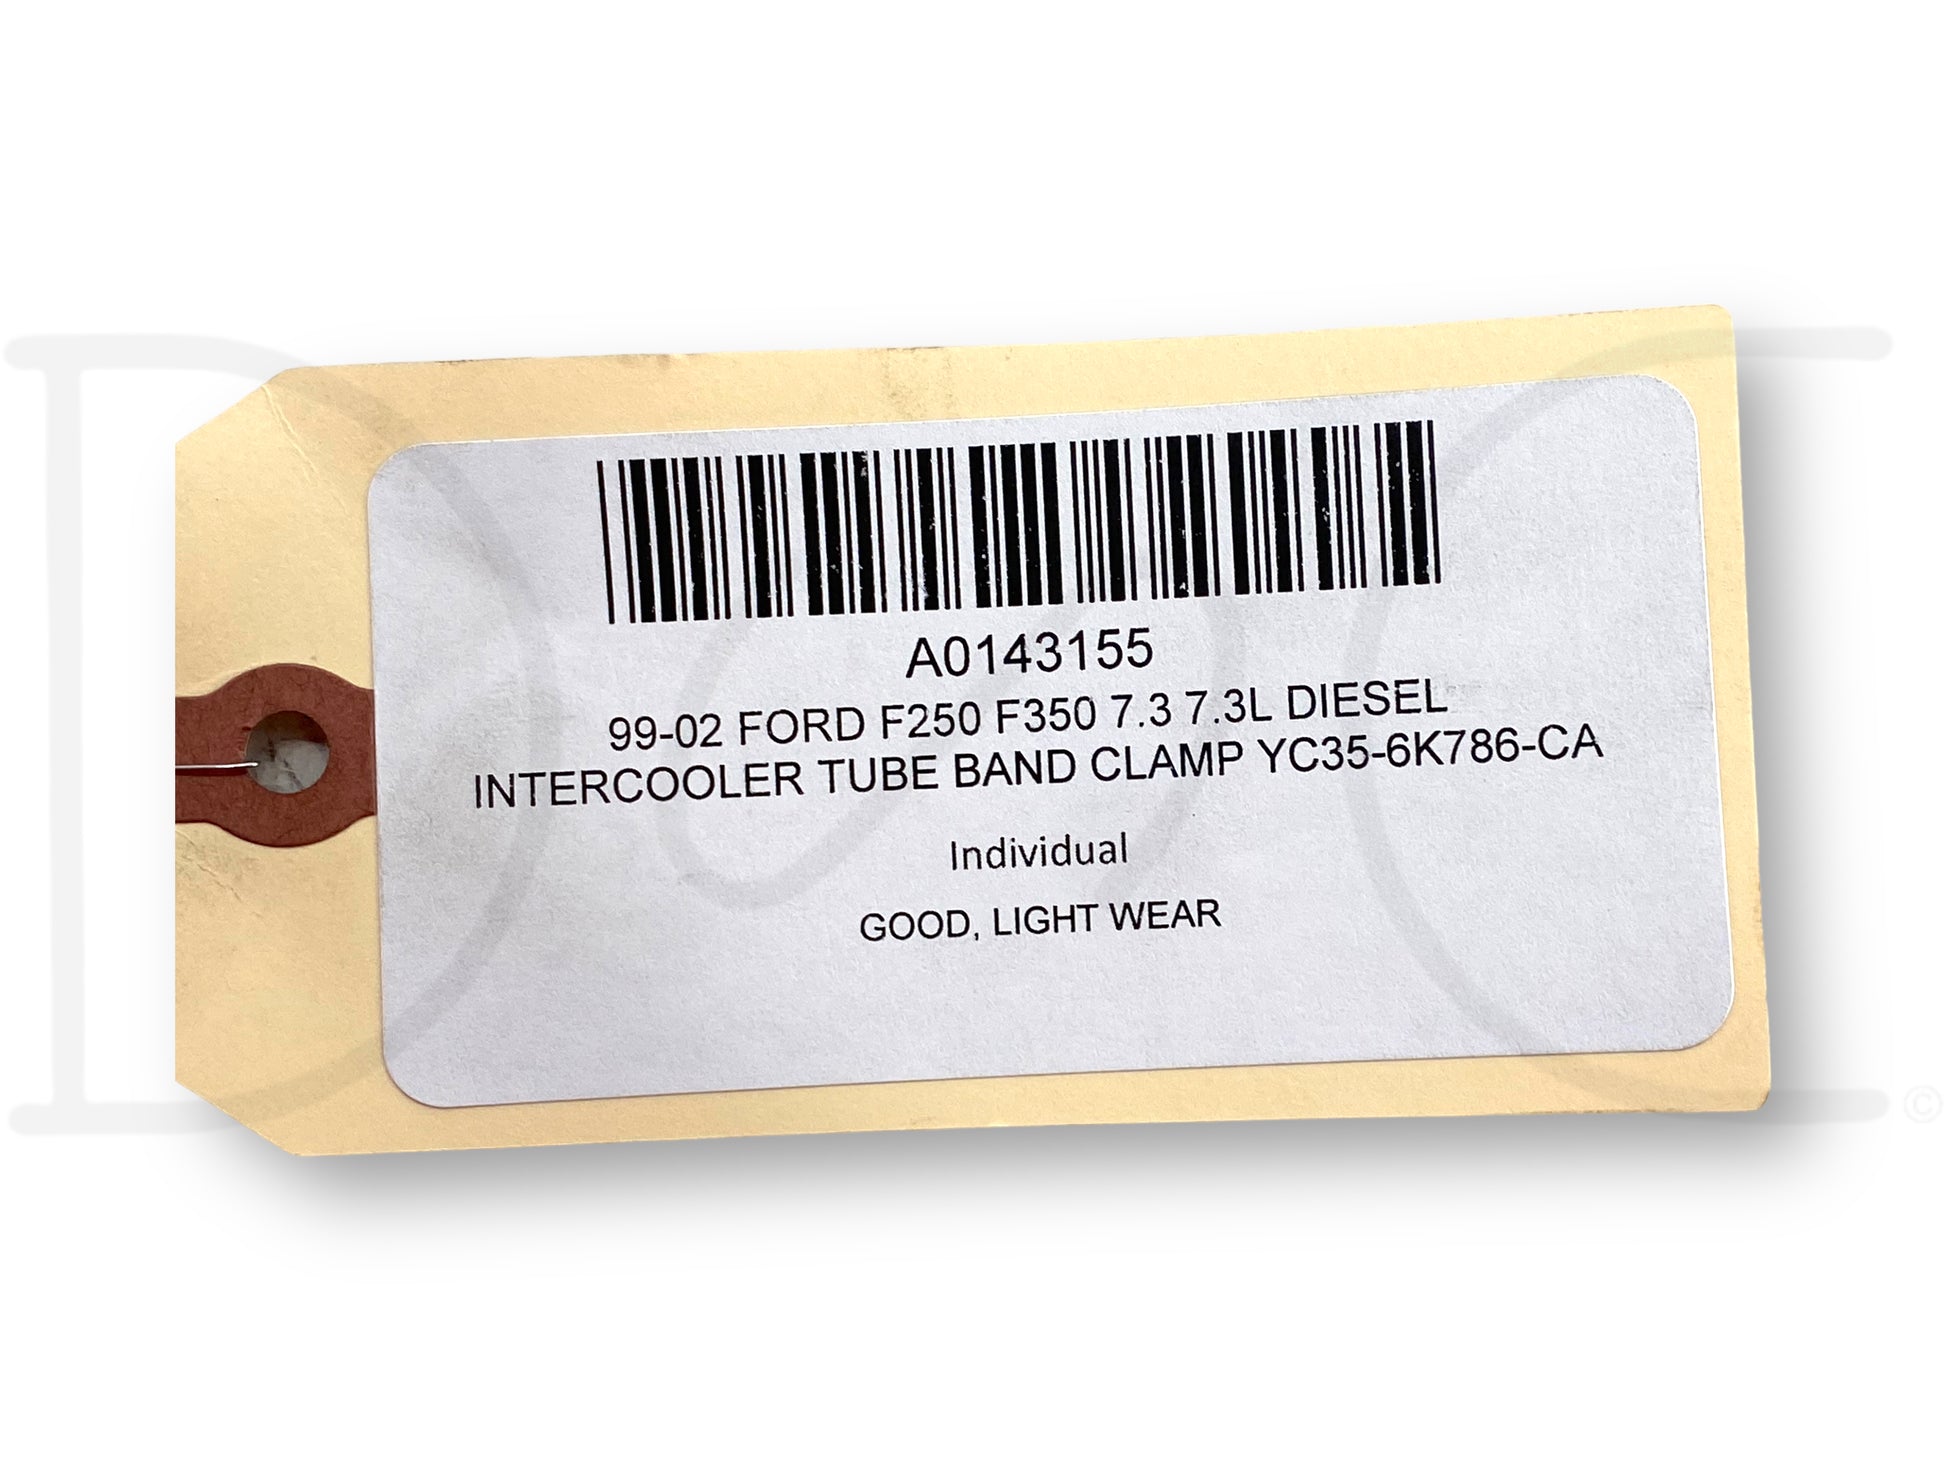 A0143155
99-02 FORD F250 F350 7.3 7.3L DIESEL
INTERCOOLER TUBE BAND CLAMP YC35-6K786-CA
Individual
GOOD, LIGHT WEAR
©